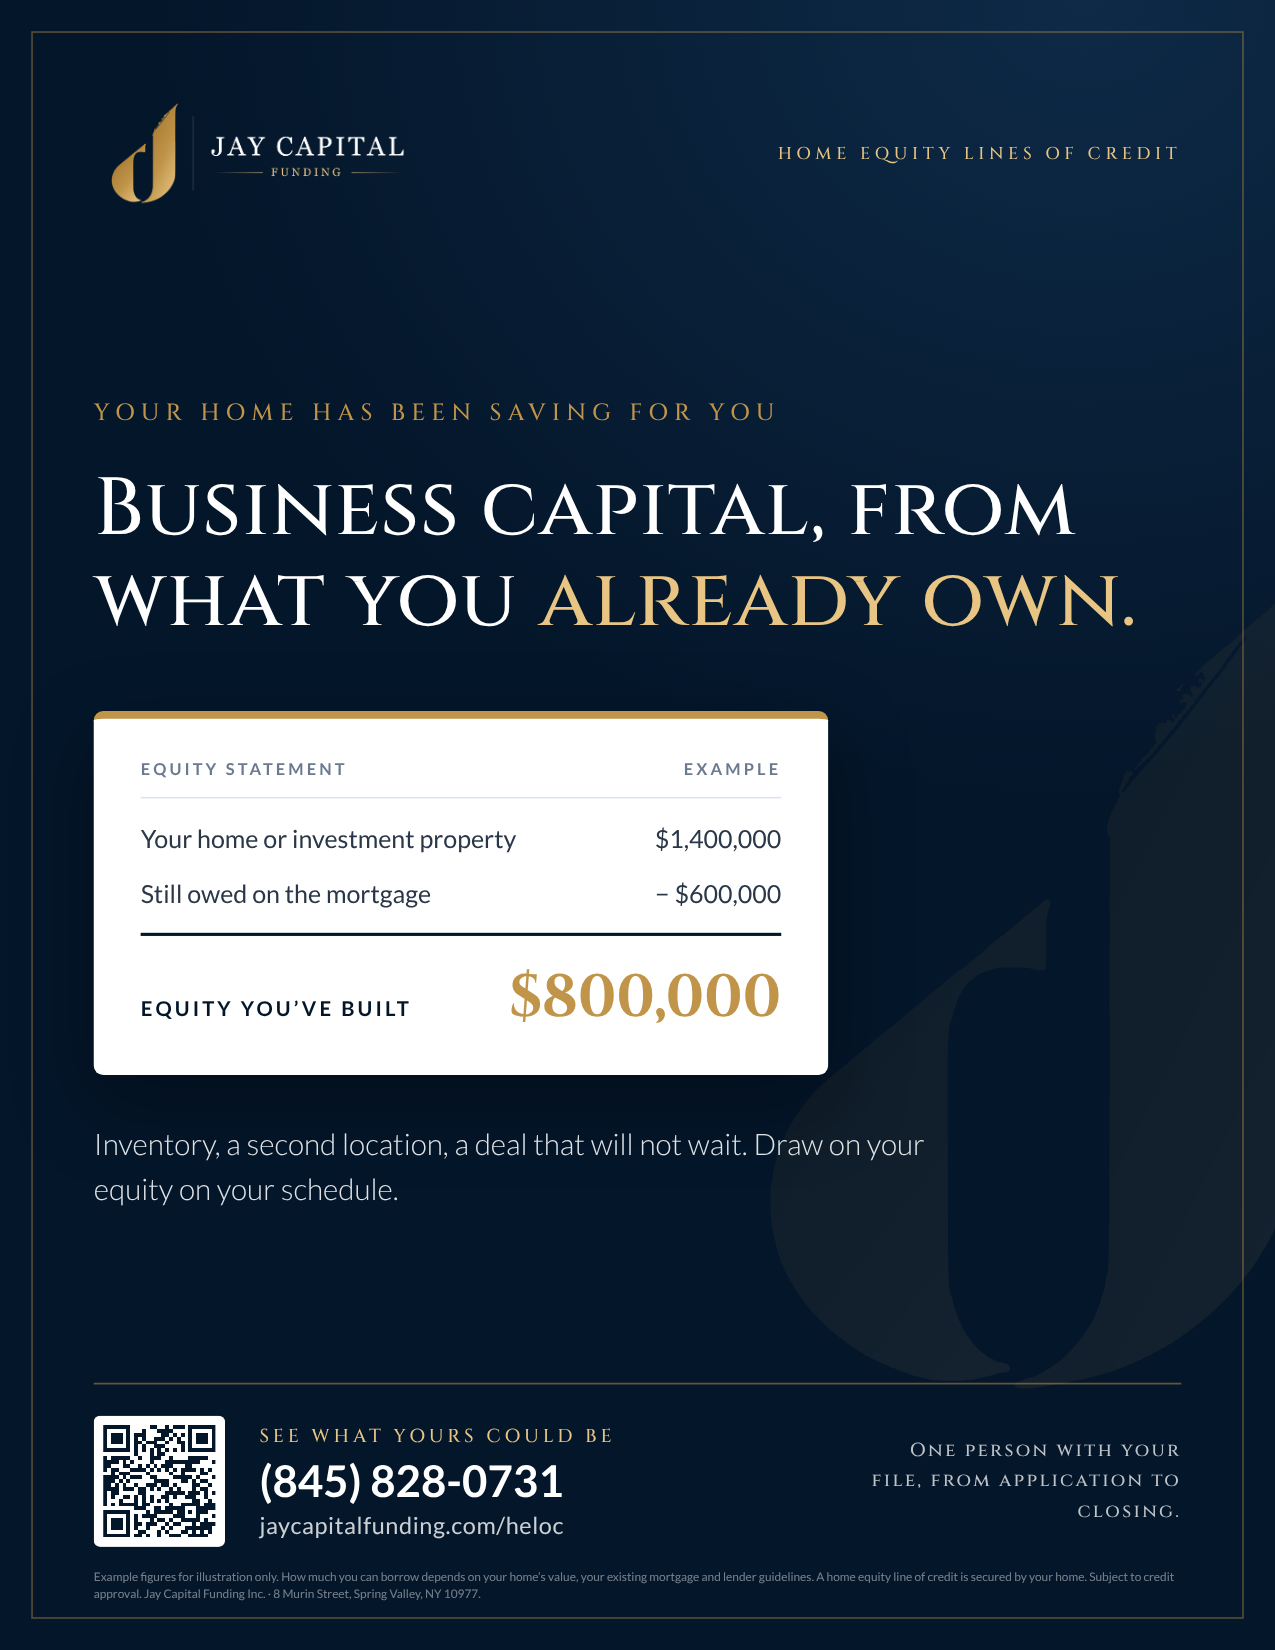 JAY CAPITAL
FUNDING
HOME EQUITY LINES OF CREDIT
YOUR HOME HAS BEEN SAVING FOR YOU
BUSINESS CAPITAL, FROM
WHAT YOU ALREADY OWN.
EQUITY STATEMENT EXAMPLE
Your home or investment property $1,400,000
Still owed on the mortgage − $600,000
EQUITY YOU’VE BUILT $800,000
Inventory, a second location, a deal that will not wait. Draw on your
equity on your schedule.
SEE WHAT YOURS COULD BE
(845) 828-0731
jaycapitalfunding.com/heloc
ONE PERSON WITH YOUR
FILE, FROM APPLICATION TO
CLOSING.
Example figures for illustration only. How much you can borrow depends on your home’s value, your existing mortgage and lender guidelines. A home equity line of credit is secured by your home. Subject to credit
approval. Jay Capital Funding Inc. · 8 Murin Street, Spring Valley, NY 10977.